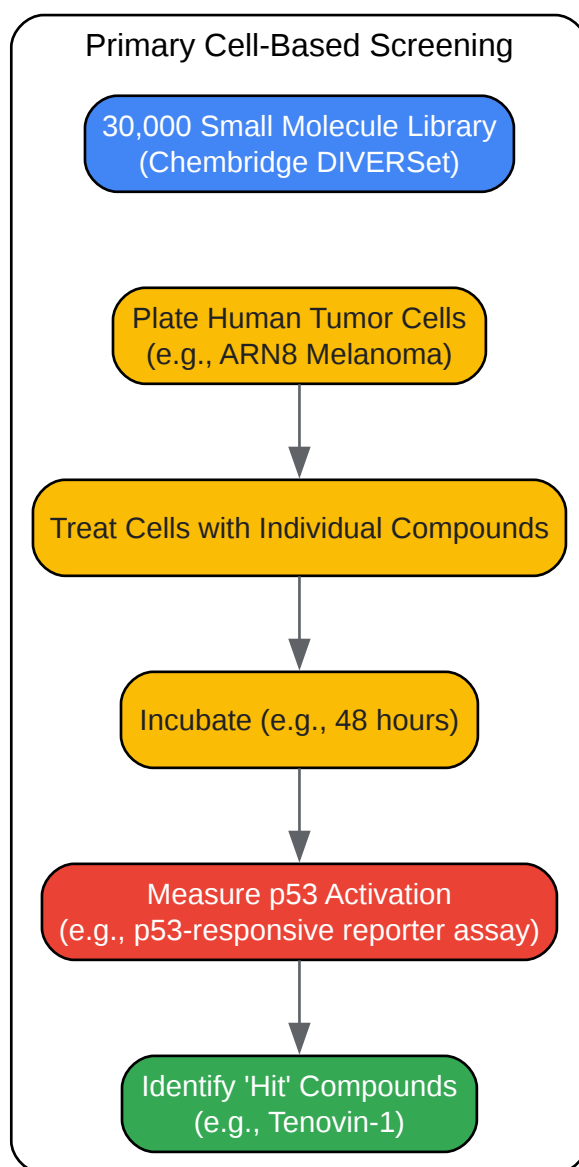 Primary Cell-Based Screening
30,000 Small Molecule Library
(Chembridge DIVERSet)
Plate Human Tumor Cells
(e.g., ARN8 Melanoma)
Treat Cells with Individual Compounds
Incubate (e.g., 48 hours)
Measure p53 Activation
(e.g., p53-responsive reporter assay)
Identify 'Hit' Compounds
(e.g., Tenovin-1)